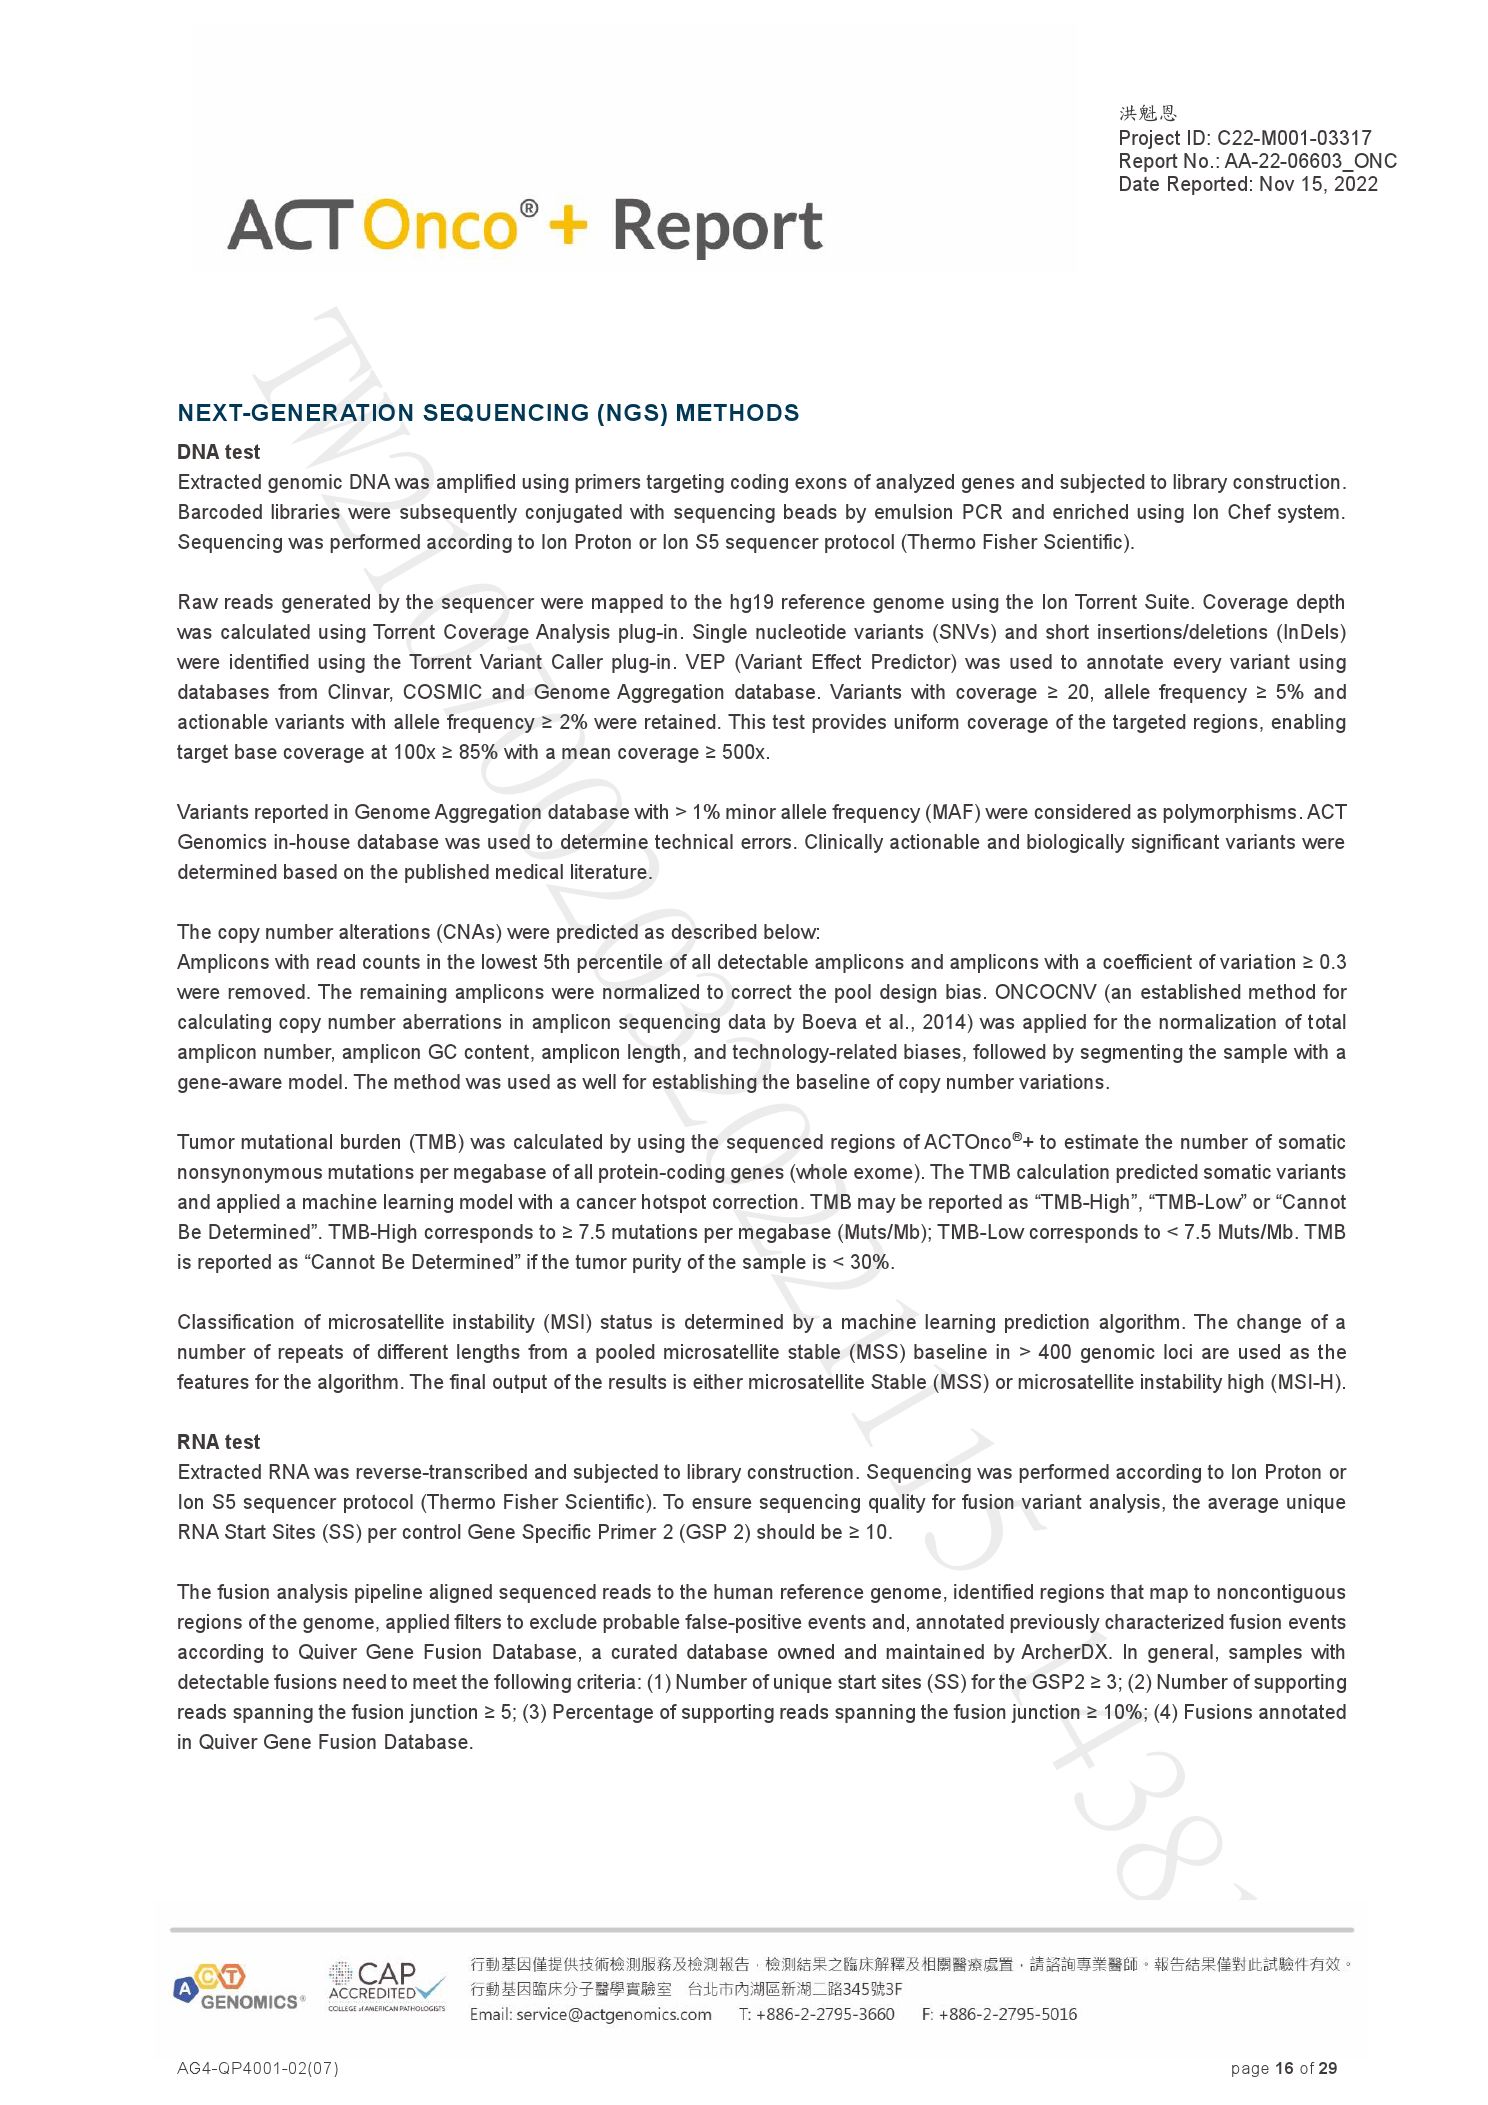 洪魁恩
Project ID: C22-M001-03317
Report No.: AA-22-06603_ONC
Date Reported: Nov 15, 2022
ACTOnco®+ Report
NEXT-GENERATION SEQUENCING (NGS) METHODS
DNA test
Extracted genomic DNA was amplified using primers targeting coding exons of analyzed genes and subjected to library construction.
Barcoded libraries were subsequently conjugated with sequencing beads by emulsion PCR and enriched using Ion Chef system.
Sequencing was performed according to Ion Proton or Ion S5 sequencer protocol (Thermo Fisher Scientific).
Raw reads generated by the sequencer were mapped to the hg19 reference genome using the Ion Torrent Suite. Coverage depth
was calculated using Torrent Coverage Analysis plug-in. Single nucleotide variants (SNVs) and short insertions/deletions (InDels)
were identified using the Torrent Variant Caller plug-in. VEP (Variant Effect Predictor) was used to annotate every variant using
databases from Clinvar, COSMIC and Genome Aggregation database. Variants with coverage ≥ 20, allele frequency ≥ 5% and
actionable variants with allele frequency ≥ 2% were retained. This test provides uniform coverage of the targeted regions, enabling
target base coverage at 100x ≥ 85% with a mean coverage ≥ 500x.
Variants reported in Genome Aggregation database with > 1% minor allele frequency (MAF) were considered as polymorphisms. ACT
Genomics in-house database was used to determine technical errors. Clinically actionable and biologically significant variants were
determined based on the published medical literature.
The copy number alterations (CNAs) were predicted as described below:
Amplicons with read counts in the lowest 5th percentile of all detectable amplicons and amplicons with a coefficient of variation ≥ 0.3
were removed. The remaining amplicons were normalized to correct the pool design bias. ONCOCNV (an established method for
calculating copy number aberrations in amplicon sequencing data by Boeva et al., 2014) was applied for the normalization of total
amplicon number, amplicon GC content, amplicon length, and technology-related biases, followed by segmenting the sample with a
gene-aware model. The method was used as well for establishing the baseline of copy number variations.
Tumor mutational burden (TMB) was calculated by using the sequenced regions of ACTOnco®+ to estimate the number of somatic
nonsynonymous mutations per megabase of all protein-coding genes (whole exome). The TMB calculation predicted somatic variants
and applied a machine learning model with a cancer hotspot correction. TMB may be reported as “TMB-High”, “TMB-Low” or “Cannot
Be Determined”. TMB-High corresponds to ≥ 7.5 mutations per megabase (Muts/Mb); TMB-Low corresponds to < 7.5 Muts/Mb. TMB
is reported as “Cannot Be Determined” if the tumor purity of the sample is < 30%.
Classification of microsatellite instability (MSI) status is determined by a machine learning prediction algorithm. The change of a
number of repeats of different lengths from a pooled microsatellite stable (MSS) baseline in > 400 genomic loci are used as the
features for the algorithm. The final output of the results is either microsatellite Stable (MSS) or microsatellite instability high (MSI-H).
RNA test
Extracted RNA was reverse-transcribed and subjected to library construction. Sequencing was performed according to Ion Proton or
Ion S5 sequencer protocol (Thermo Fisher Scientific). To ensure sequencing quality for fusion variant analysis, the average unique
RNA Start Sites (SS) per control Gene Specific Primer 2 (GSP 2) should be ≥ 10.
The fusion analysis pipeline aligned sequenced reads to the human reference genome, identified regions that map to noncontiguous
regions of the genome, applied filters to exclude probable false-positive events and, annotated previously characterized fusion events
according to Quiver Gene Fusion Database, a curated database owned and maintained by ArcherDX. In general, samples with
detectable fusions need to meet the following criteria: (1) Number of unique start sites (SS) for the GSP2 ≥ 3; (2) Number of supporting
reads spanning the fusion junction ≥ 5; (3) Percentage of supporting reads spanning the fusion junction ≥ 10%; (4) Fusions annotated
in Quiver Gene Fusion Database.
ACT GENOMICS®
CAP
ACCREDITED
COLLEGE of AMERICAN PATHOLOGISTS
行動基因僅提供技術檢測服務及檢測報告，檢測結果之臨床解釋及相關醫療處置，請諮詢專業醫師。報告結果僅對此試驗件有效。
行動基因臨床分子醫學實驗室 台北市內湖區新湖二路345號3F
Email: service@actgenomics.com T: +886-2-2795-3660 F: +886-2-2795-5016
AG4-QP4001-02(07)
page 16 of 29